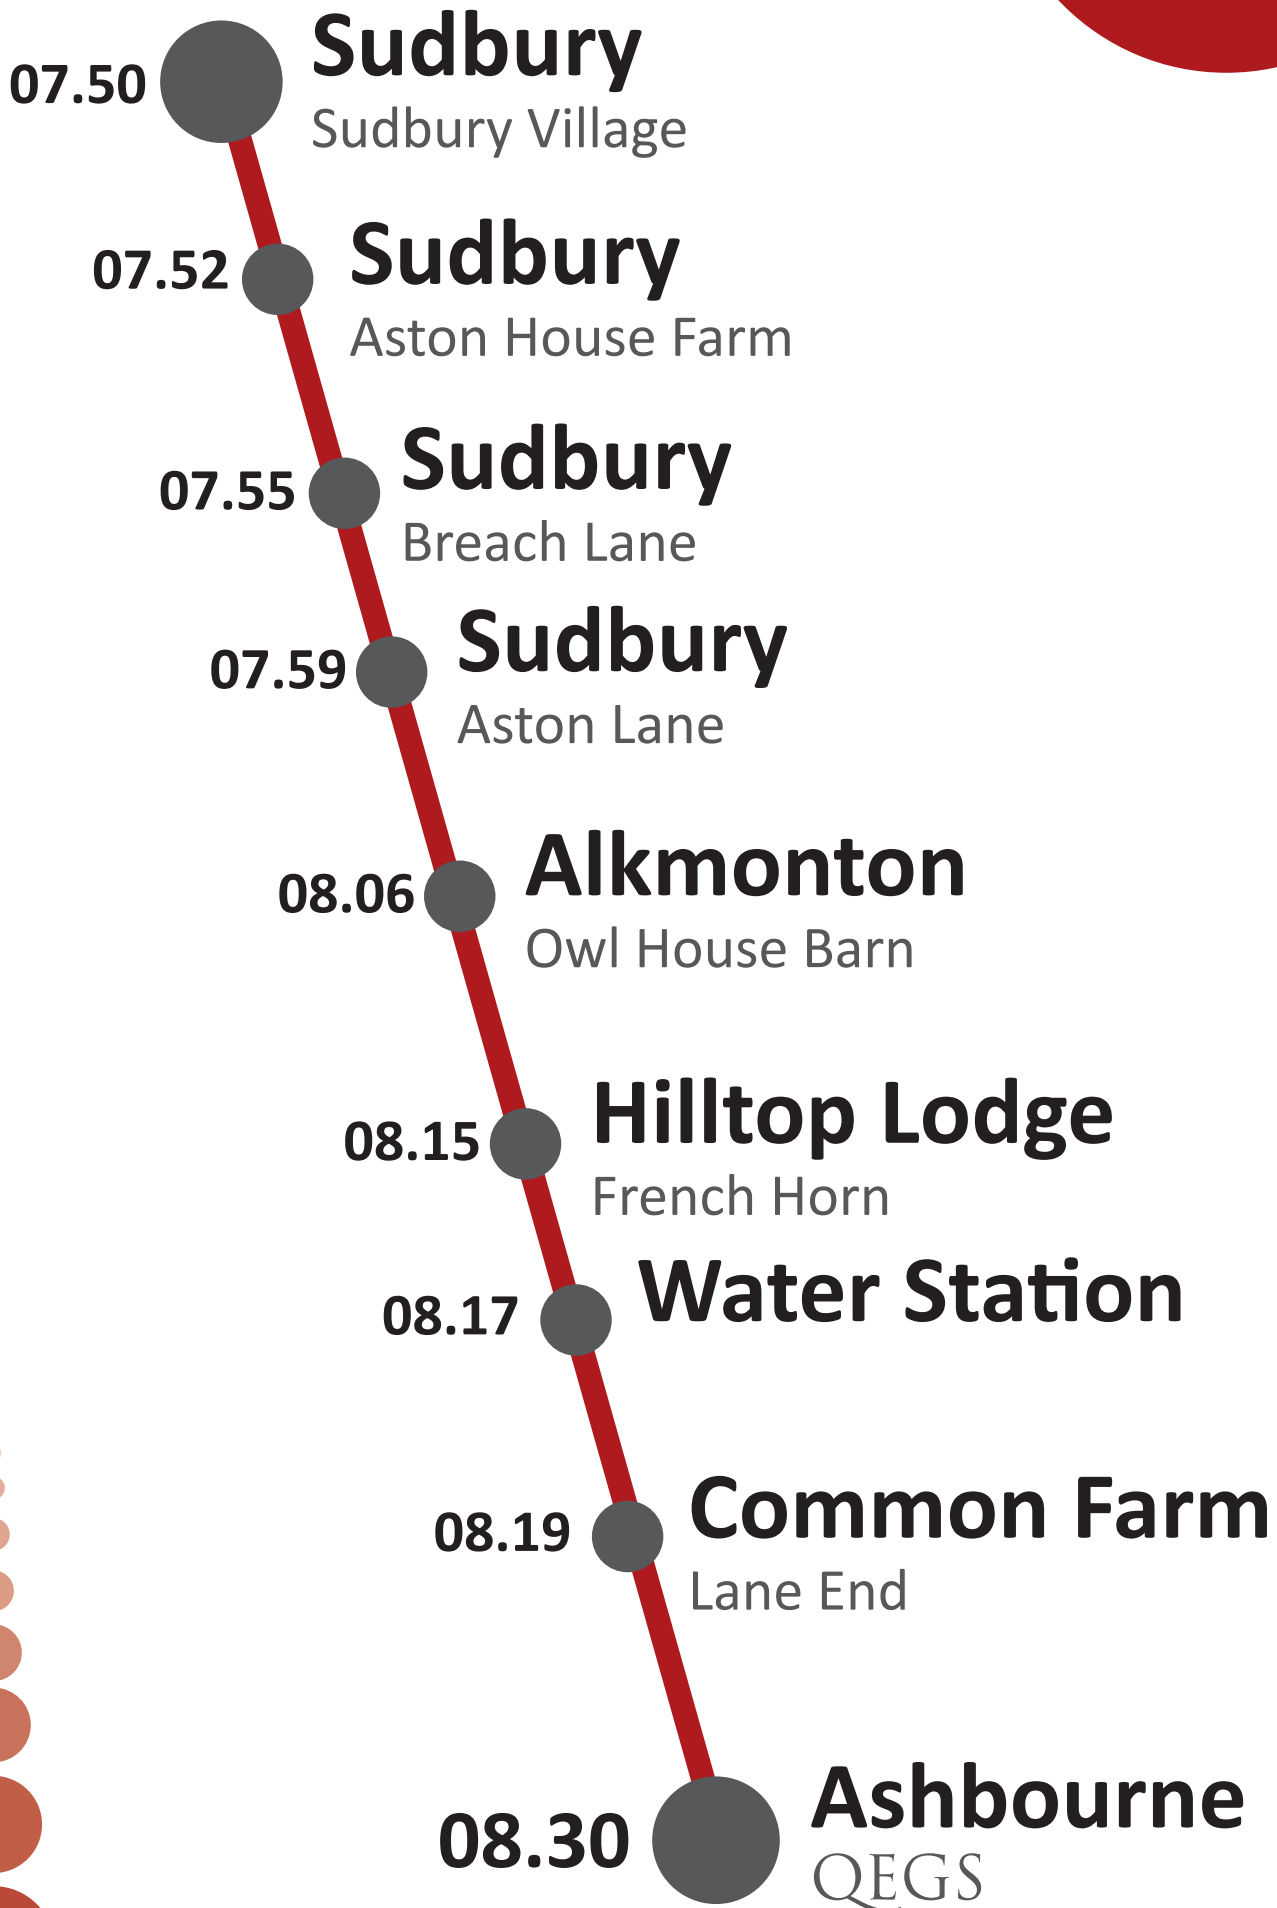 07.50 Sudbury
Sudbury Village
07.52 Sudbury
Aston House Farm
07.55 Sudbury
Breach Lane
07.59 Sudbury
Aston Lane
08.06 Alkmonton
Owl House Barn
08.15 Hilltop Lodge
French Horn
08.17 Water Station
08.19 Common Farm
Lane End
08.30 Ashbourne
QEGS